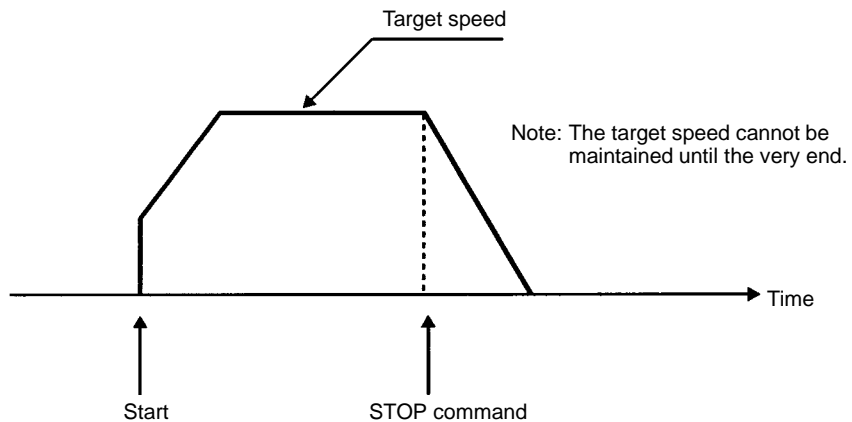 Target speed
Note: The target speed cannot be
maintained until the very end.
Time
Start
STOP command